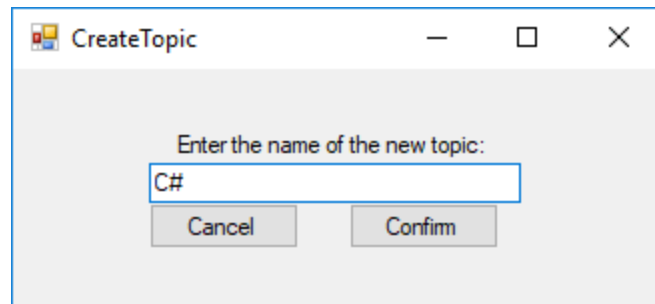 CreateTopic
Enter the name of the new topic:
C#
Cancel Confirm